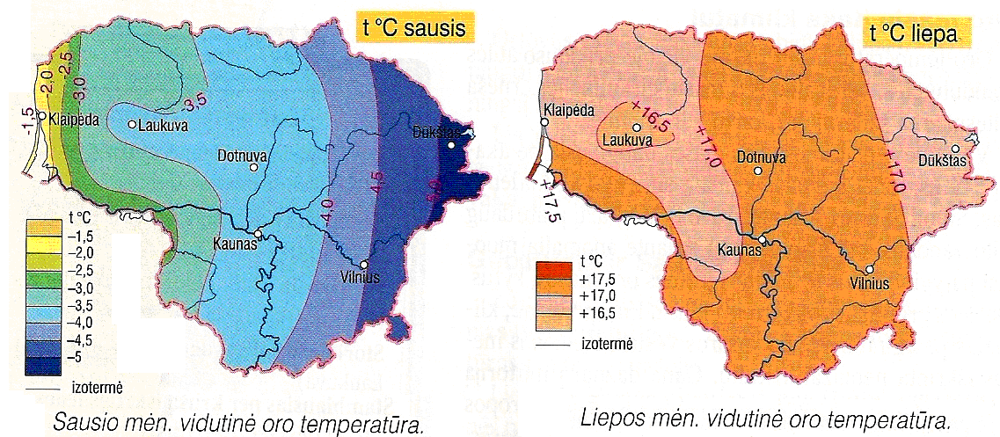 t °C sausis
-1,5
-2,0
-2,5
-3,0
-3,5
-4,0
-4,5
-5,0
Klaipėda
Laukuva
Dotnuva
Dūkštas
Kaunas
Vilnius
t °C
–1,5
–2,0
–2,5
–3,0
–3,5
–4,0
–4,5
–5
izotermė
Sausio mėn. vidutinė oro temperatūra.
t °C liepa
Klaipėda
+16,5
Laukuva
+17,0
Dotnuva
+17,0
Dūkštas
+17,5
Kaunas
Vilnius
t °C
+17,5
+17,0
+16,5
izotermė
Liepos mėn. vidutinė oro temperatūra.